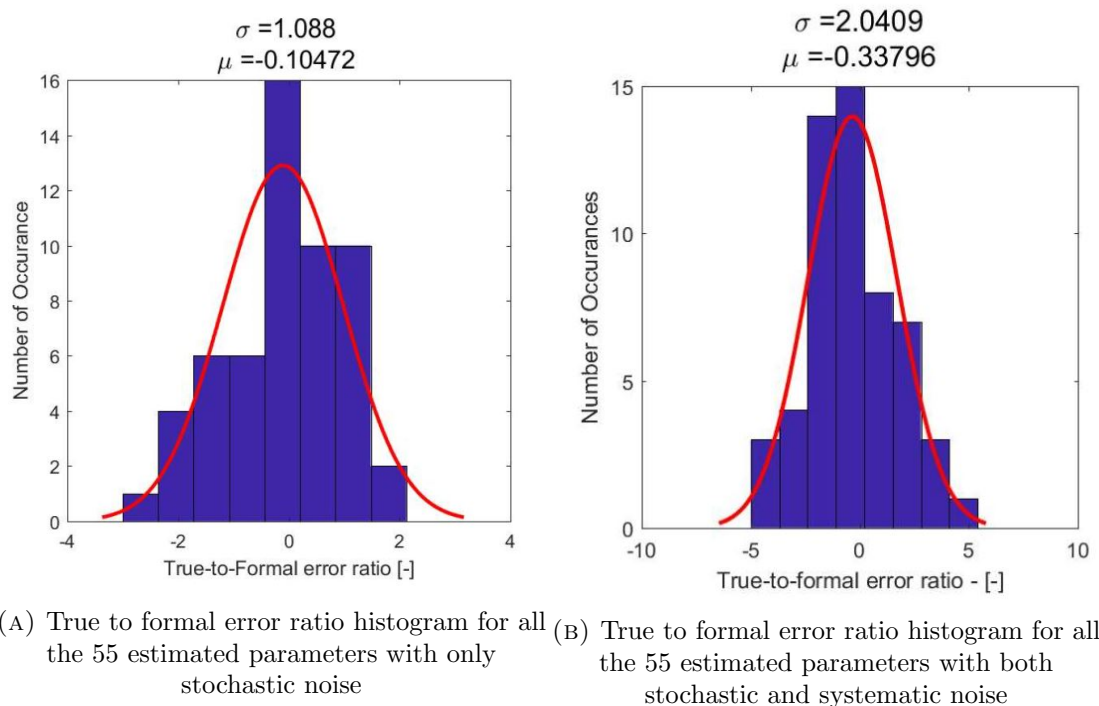 σ =1.088
μ =-0.10472
16
14
12
10
8
6
4
2
0
-4
-2
0
2
4
Number of Occurance
True-to-Formal error ratio [-]
(A) True to formal error ratio histogram for all
the 55 estimated parameters with only
stochastic noise
σ =2.0409
μ =-0.33796
15
15
5
0
-10
-5
0
5
10
Number of Occurances
True-to-formal error ratio - [-]
(B) True to formal error ratio histogram for all
the 55 estimated parameters with both
stochastic and systematic noise